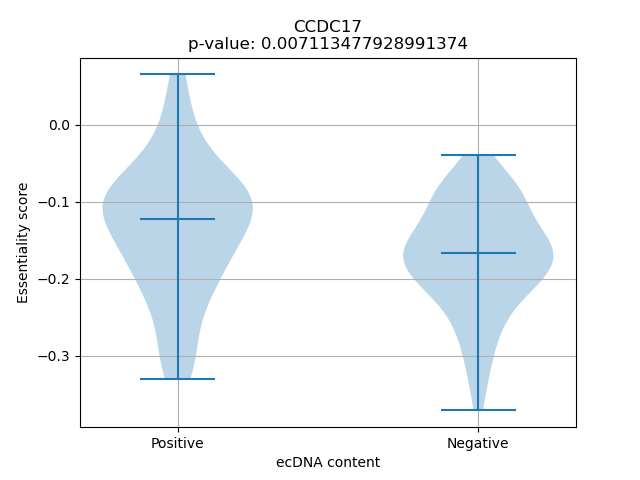 CCDC17
p-value: 0.007113477928991374
0.0
−0.1
−0.2
−0.3
Essentiality score
Positive
Negative
ecDNA content